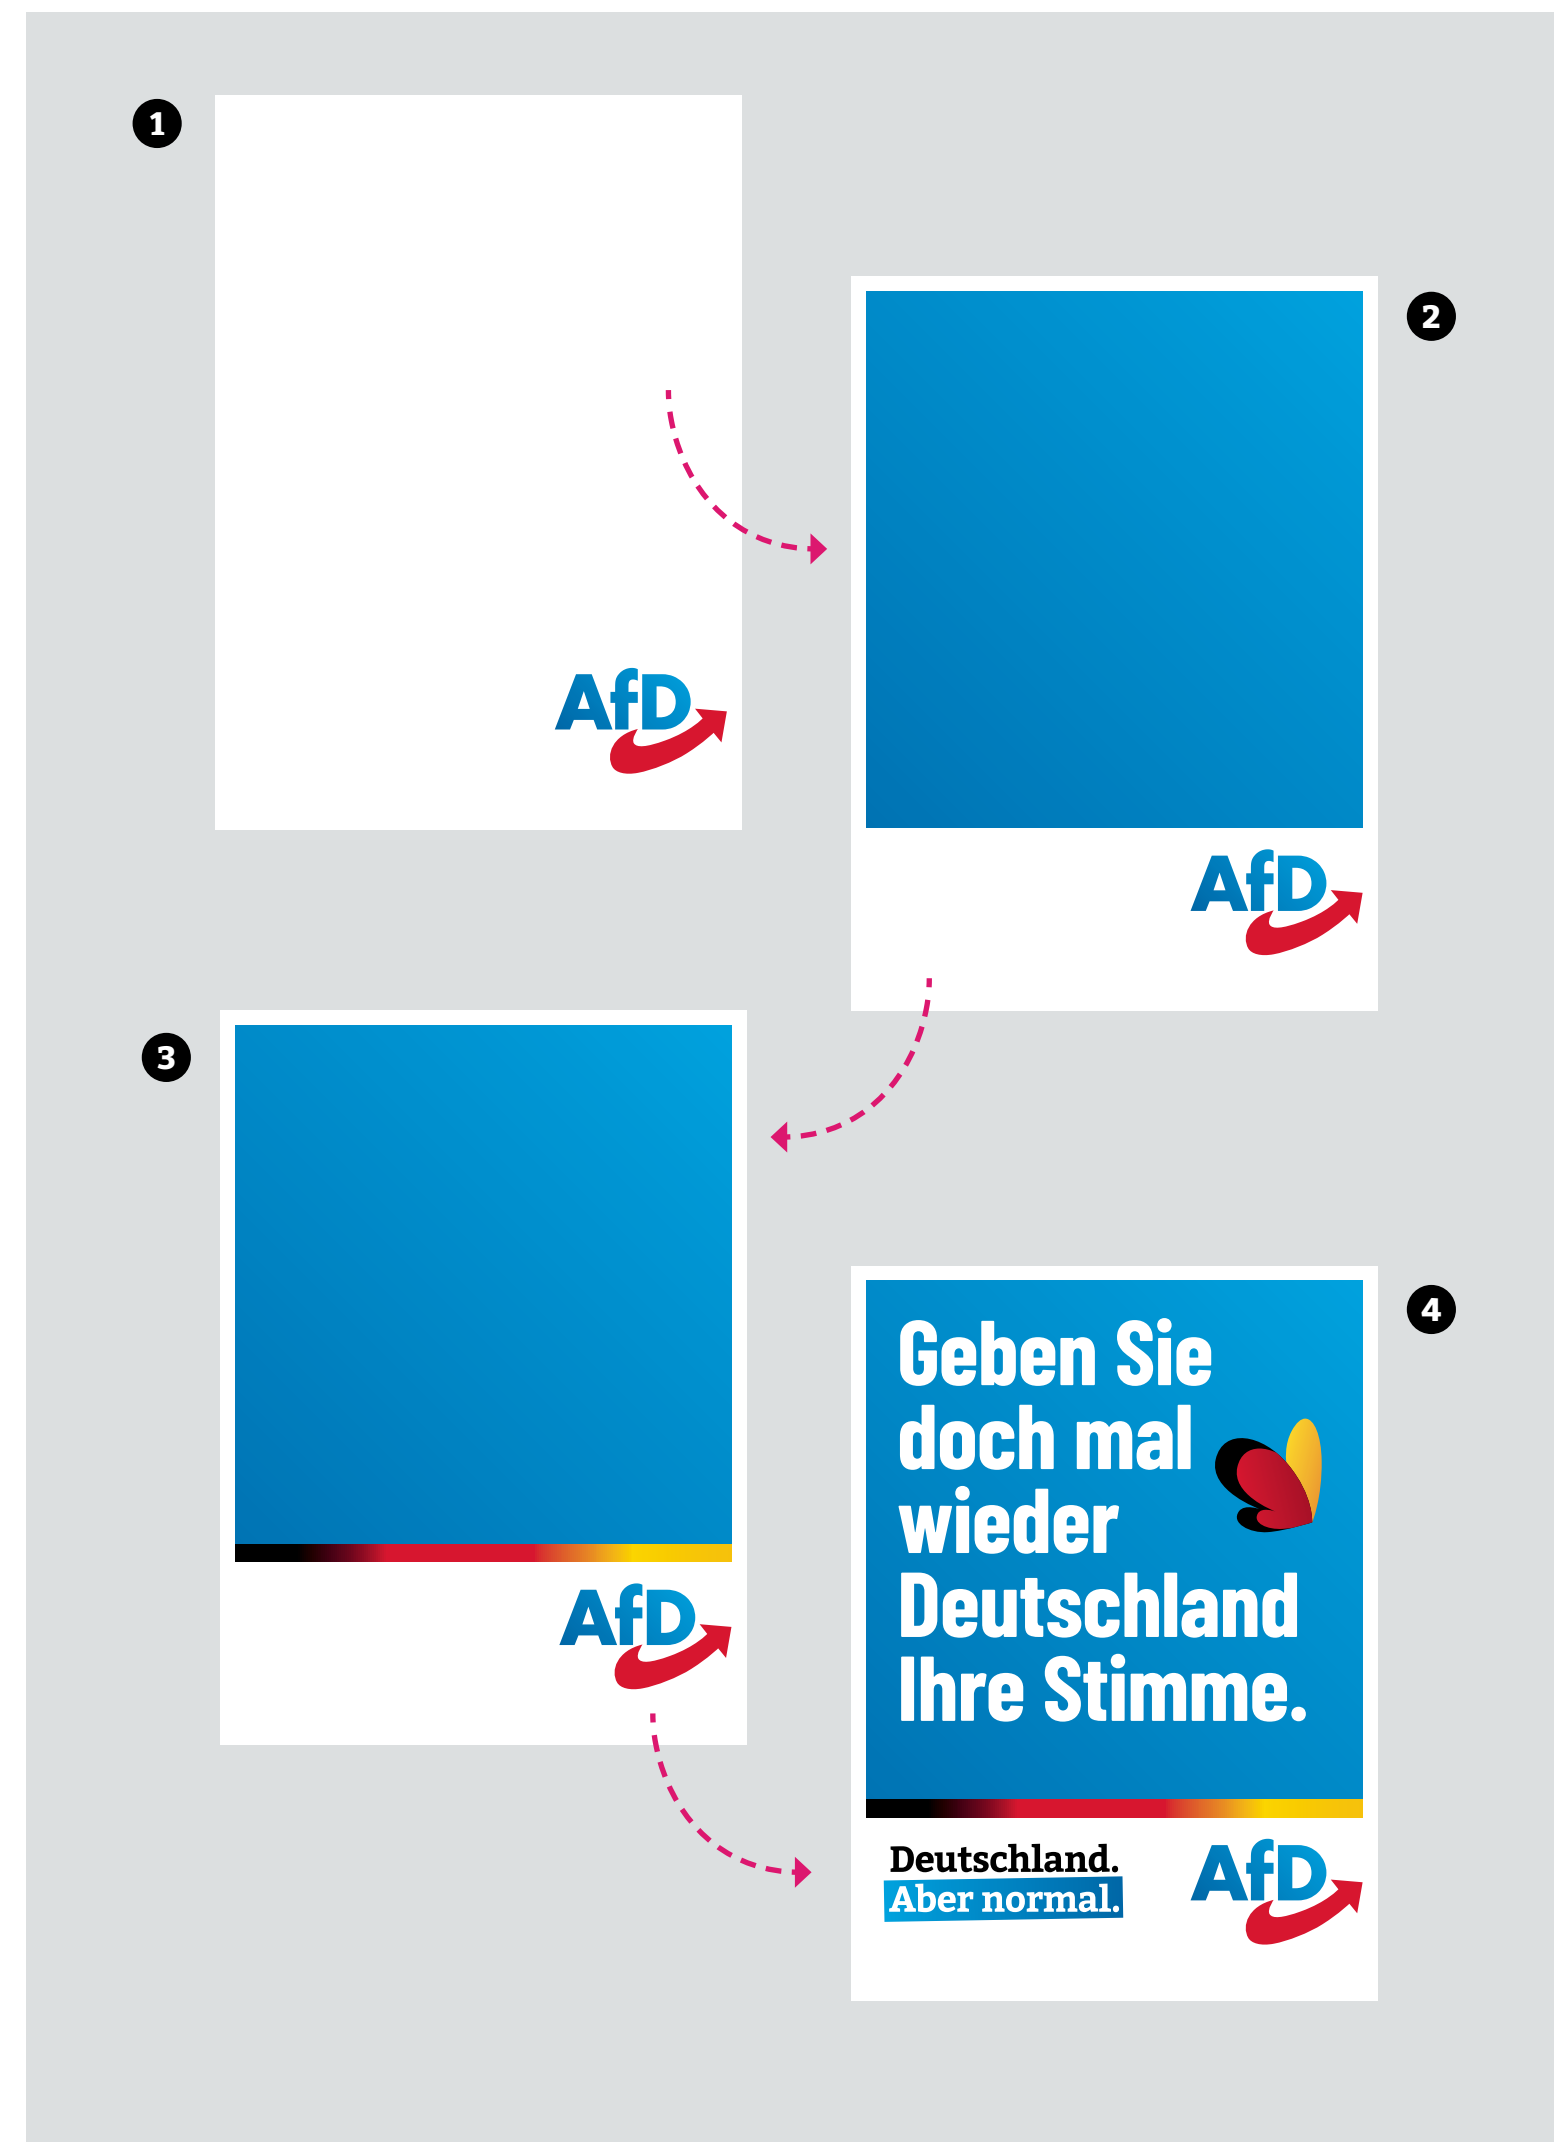 1
AfD
2
AfD
3
AfD
4
Geben Sie
doch mal
wieder
Deutschland
Ihre Stimme.
Deutschland.
Aber normal.
AfD